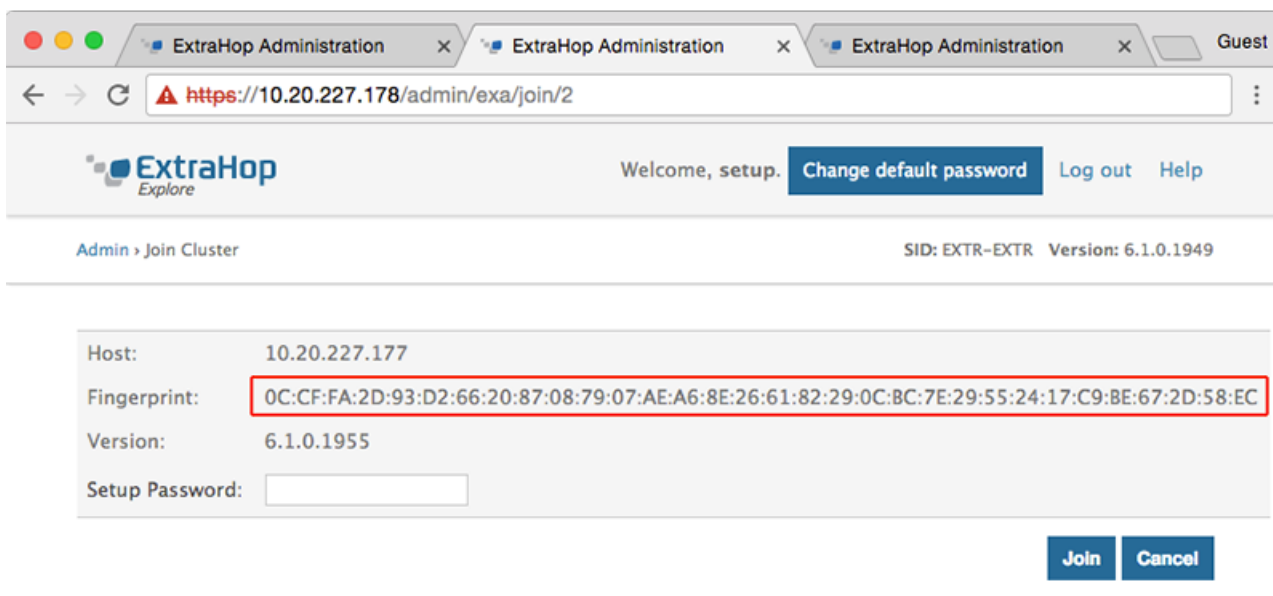 ExtraHop Administration × ExtraHop Administration × ExtraHop Administration × Guest
https://10.20.227.178/admin/exa/join/2
ExtraHop
Explore
Welcome, setup. Change default password Log out Help
Admin › Join Cluster SID: EXTR-EXTR Version: 6.1.0.1949
Host: 10.20.227.177
Fingerprint: 0C:CF:FA:2D:93:D2:66:20:87:08:79:07:AE:A6:8E:26:61:82:29:0C:BC:7E:29:55:24:17:C9:BE:67:2D:58:EC
Version: 6.1.0.1955
Setup Password:
Join Cancel